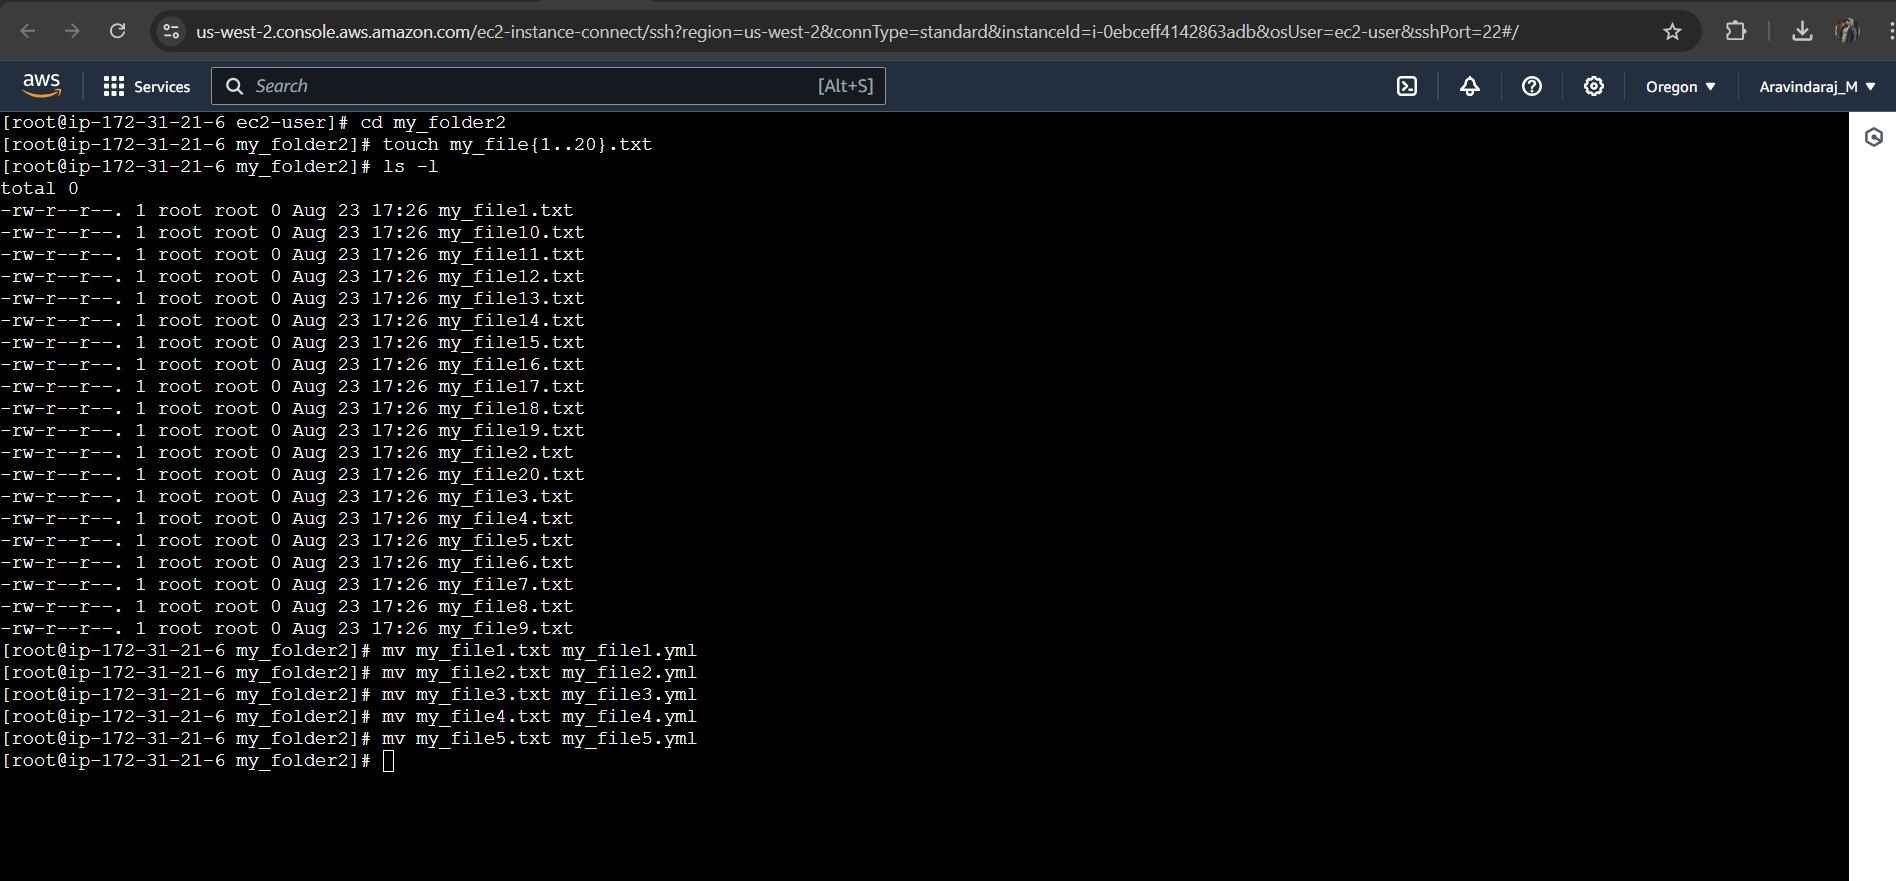 us-west-2.console.aws.amazon.com/ec2-instance-connect/ssh?region=us-west-2&connType=standard&instanceId=i-0ebceff4142863adb&osUser=ec2-user&sshPort=22#/
aws Services Search [Alt+S] Oregon Aravindaraj_M
[root@ip-172-31-21-6 ec2-user]# cd my_folder2
[root@ip-172-31-21-6 my_folder2]# touch my_file{1..20}.txt
[root@ip-172-31-21-6 my_folder2]# ls -l
total 0
-rw-r--r--. 1 root root 0 Aug 23 17:26 my_file1.txt
-rw-r--r--. 1 root root 0 Aug 23 17:26 my_file10.txt
-rw-r--r--. 1 root root 0 Aug 23 17:26 my_file11.txt
-rw-r--r--. 1 root root 0 Aug 23 17:26 my_file12.txt
-rw-r--r--. 1 root root 0 Aug 23 17:26 my_file13.txt
-rw-r--r--. 1 root root 0 Aug 23 17:26 my_file14.txt
-rw-r--r--. 1 root root 0 Aug 23 17:26 my_file15.txt
-rw-r--r--. 1 root root 0 Aug 23 17:26 my_file16.txt
-rw-r--r--. 1 root root 0 Aug 23 17:26 my_file17.txt
-rw-r--r--. 1 root root 0 Aug 23 17:26 my_file18.txt
-rw-r--r--. 1 root root 0 Aug 23 17:26 my_file19.txt
-rw-r--r--. 1 root root 0 Aug 23 17:26 my_file2.txt
-rw-r--r--. 1 root root 0 Aug 23 17:26 my_file20.txt
-rw-r--r--. 1 root root 0 Aug 23 17:26 my_file3.txt
-rw-r--r--. 1 root root 0 Aug 23 17:26 my_file4.txt
-rw-r--r--. 1 root root 0 Aug 23 17:26 my_file5.txt
-rw-r--r--. 1 root root 0 Aug 23 17:26 my_file6.txt
-rw-r--r--. 1 root root 0 Aug 23 17:26 my_file7.txt
-rw-r--r--. 1 root root 0 Aug 23 17:26 my_file8.txt
-rw-r--r--. 1 root root 0 Aug 23 17:26 my_file9.txt
[root@ip-172-31-21-6 my_folder2]# mv my_file1.txt my_file1.yml
[root@ip-172-31-21-6 my_folder2]# mv my_file2.txt my_file2.yml
[root@ip-172-31-21-6 my_folder2]# mv my_file3.txt my_file3.yml
[root@ip-172-31-21-6 my_folder2]# mv my_file4.txt my_file4.yml
[root@ip-172-31-21-6 my_folder2]# mv my_file5.txt my_file5.yml
[root@ip-172-31-21-6 my_folder2]#